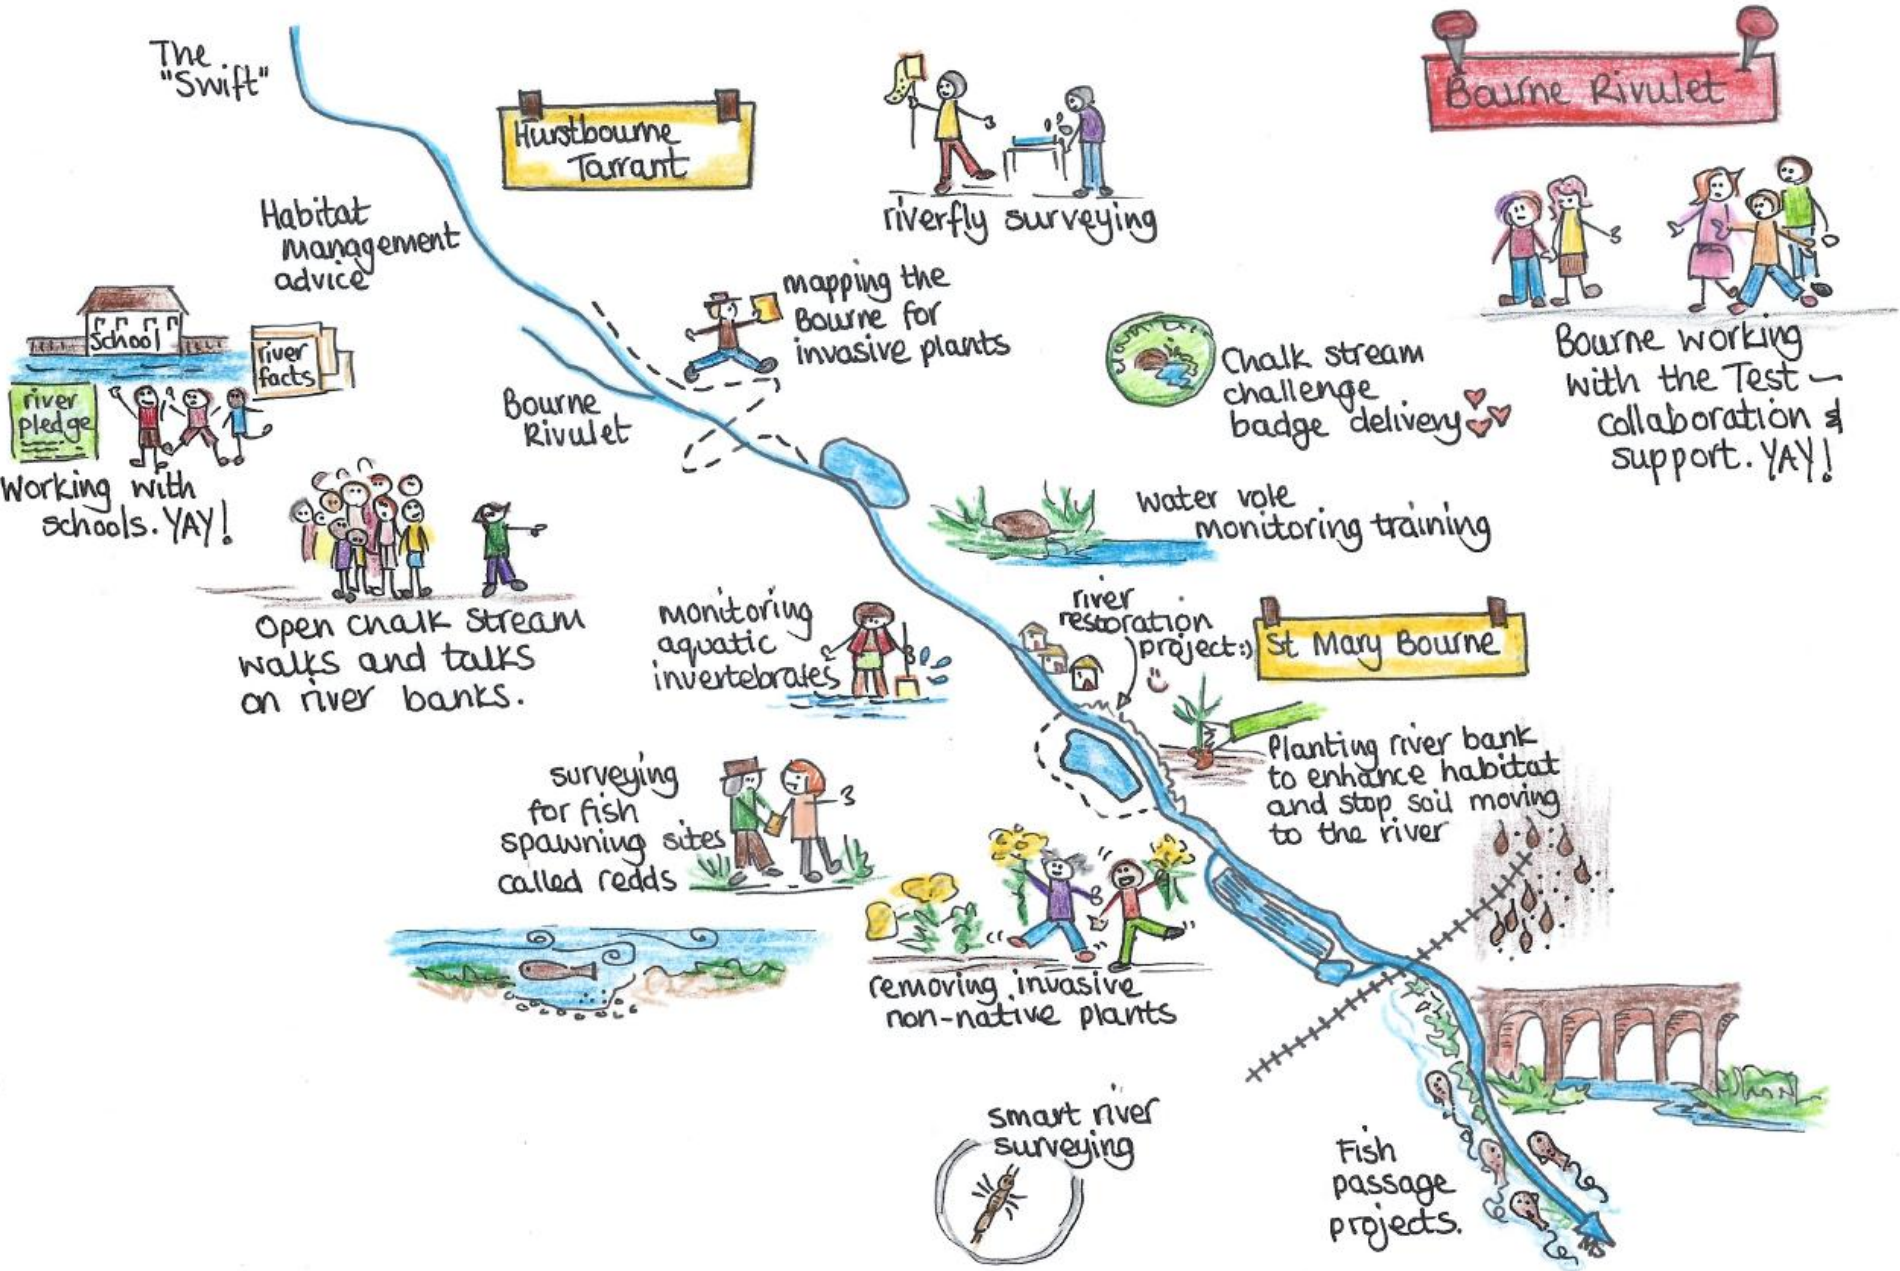 The
"Swift"
Hurstbourne
Tarrant
riverfly surveying
Bourne Rivulet
Habitat
management
advice
School
river
facts
river
pledge
Working with
schools. YAY!
mapping the
Bourne for
invasive plants
Bourne
Rivulet
Chalk stream
challenge
badge delivery
Bourne working
with the Test –
collaboration &
support. YAY!
Open chalk stream
walks and talks
on river banks.
water vole
monitoring training
monitoring
aquatic
invertebrates
river
restoration
project:)
St Mary Bourne
Planting river bank
to enhance habitat
and stop soil moving
to the river
surveying
for fish
spawning sites
called redds
removing invasive
non-native plants
smart river
surveying
Fish
passage
projects.